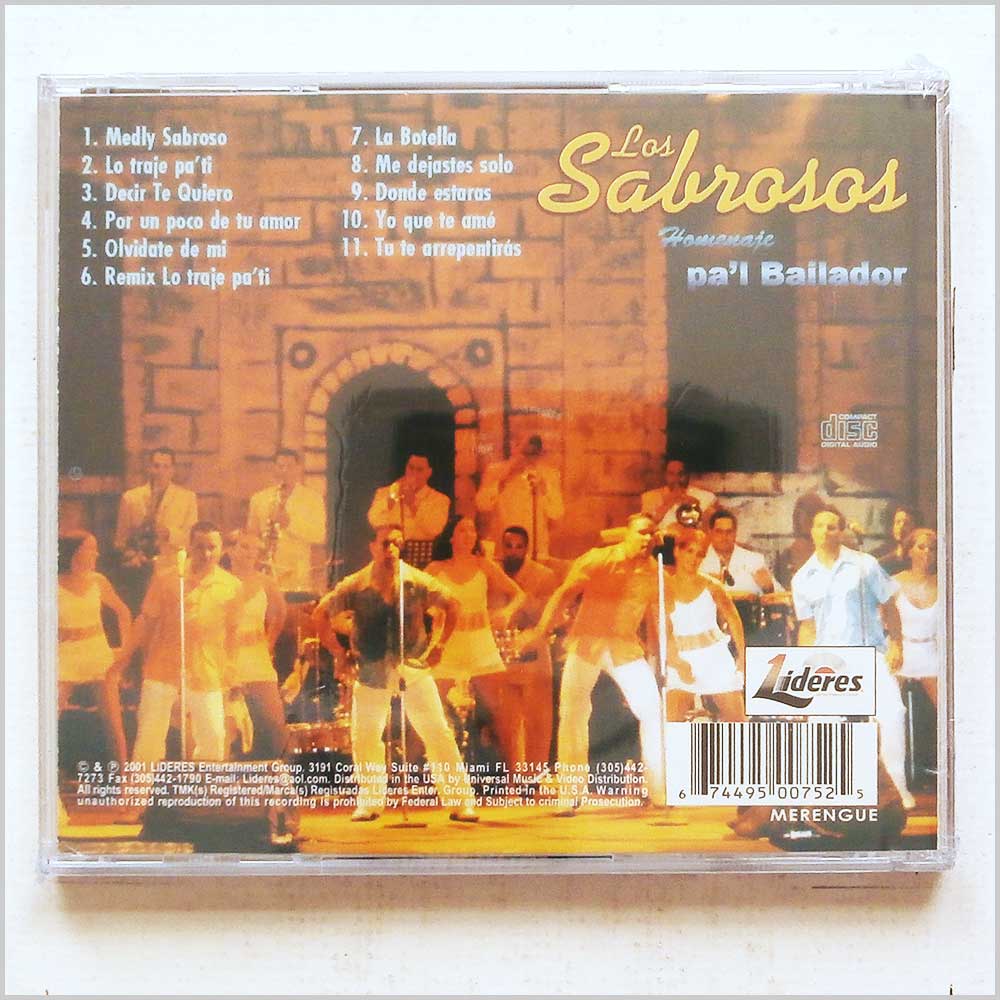 1. Medly Sabroso
2. Lo traje pa'ti
3. Decir Te Quiero
4. Por un poco de tu amor
5. Olvidate de mi
6. Remix Lo traje pa'ti
7. La Botella
8. Me dejastes solo
9. Donde estaras
10. Yo que te amé
11. Tu te arrepentirás
Los
Sabrosos
Homenaje
pa'l Bailador
COMPACT
disc
DIGITAL AUDIO
Lideres
© & ℗ 2001 LIDERES Entertainment Group. 3191 Coral Way Suite #110 Miami FL 33145 Phone (305)442-
7273 Fax (305)442-1790 E-mail: Lideres@aol.com. Distributed in the USA by Universal Music & Video Distribution.
All rights reserved. TMK(s) Registered/Marca(s) Registradas Lideres Enter. Group. Printed in the U.S.A. Warning
unauthorized reproduction of this recording is prohibited by Federal Law and Subject to criminal Prosecution.
6 74495 00752 5
MERENGUE